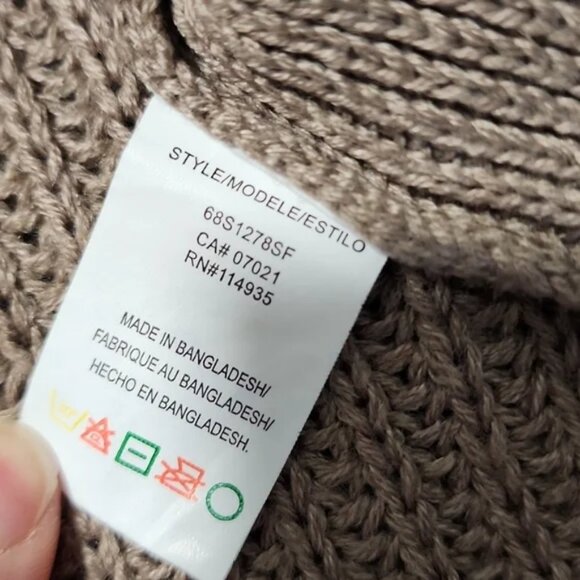 STYLE/MODELE/ESTILO
68S1278SF
CA# 07021
RN#114935
MADE IN BANGLADESH/
FABRIQUE AU BANGLADESH/
HECHO EN BANGLADESH.